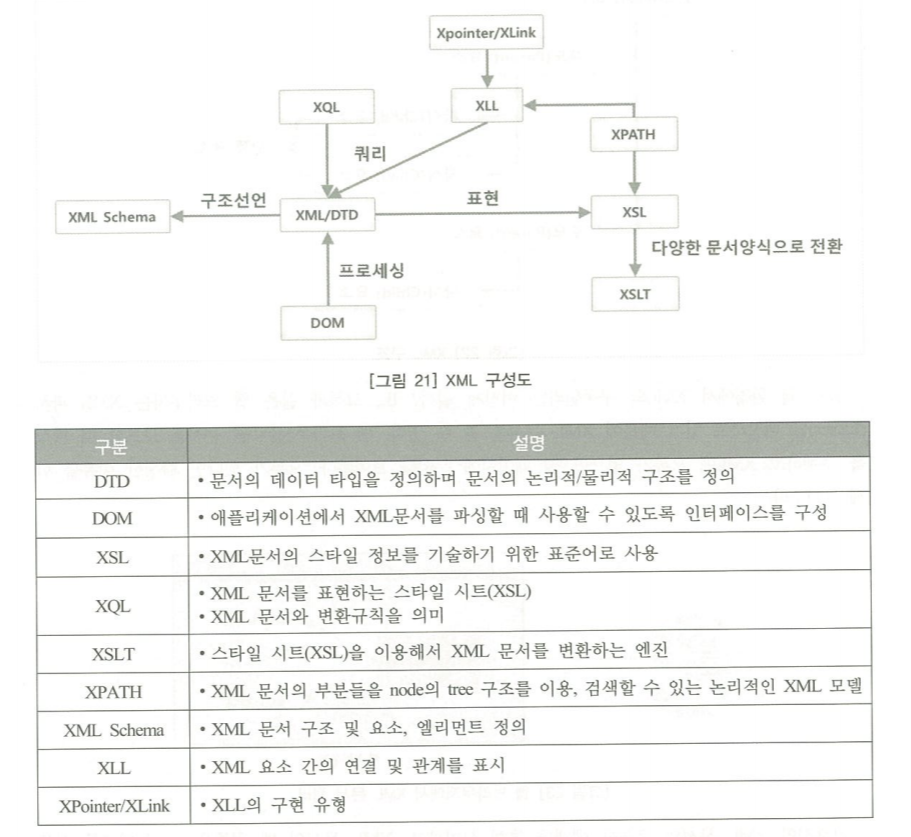 Xpointer/XLink
XQL
XLL
XPATH
쿼리
구조선언
표현
XML Schema
XML/DTD
XSL
다양한 문서양식으로 전환
프로세싱
XSLT
DOM
[그림 21] XML 구성도
구분 설명
DTD • 문서의 데이터 타입을 정의하며 문서의 논리적/물리적 구조를 정의
DOM • 애플리케이션에서 XML문서를 파싱할 때 사용할 수 있도록 인터페이스를 구성
XSL • XML문서의 스타일 정보를 기술하기 위한 표준어로 사용
XQL • XML 문서를 표현하는 스타일 시트(XSL)
• XML 문서와 변환규칙을 의미
XSLT • 스타일 시트(XSL)을 이용해서 XML 문서를 변환하는 엔진
XPATH • XML 문서의 부분들을 node의 tree 구조를 이용, 검색할 수 있는 논리적인 XML 모델
XML Schema • XML 문서 구조 및 요소, 엘리먼트 정의
XLL • XML 요소 간의 연결 및 관계를 표시
XPointer/XLink • XLL의 구현 유형